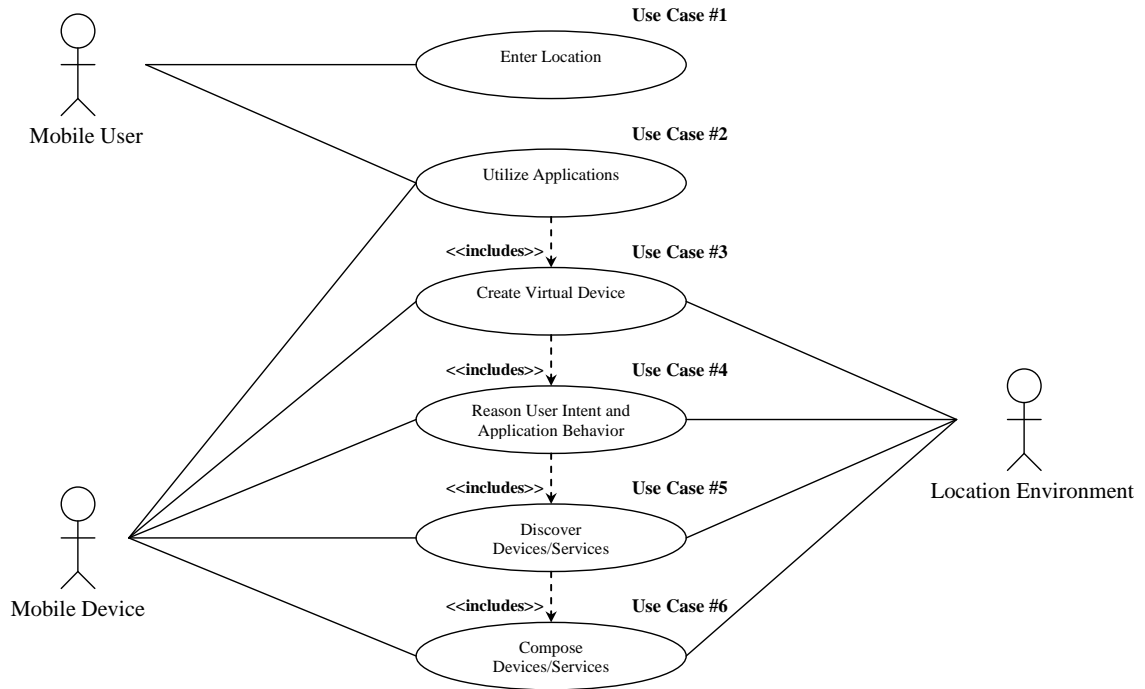 Use Case #1
Enter Location
Mobile User
Use Case #2
Utilize Applications
<<includes>>
Use Case #3
Create Virtual Device
<<includes>>
Use Case #4
Reason User Intent and
Application Behavior
Location Environment
<<includes>>
Use Case #5
Discover
Devices/Services
Mobile Device
<<includes>>
Use Case #6
Compose
Devices/Services